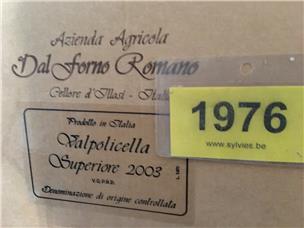 Azienda Agricola
Dal Forno Romano
Cellore d'Illasi - Italia
Prodotto in Italia
Valpolicella
Superiore 2003
V.Q.P.R.D.
Denominazione di origine controllata
1976
www.sylvies.be